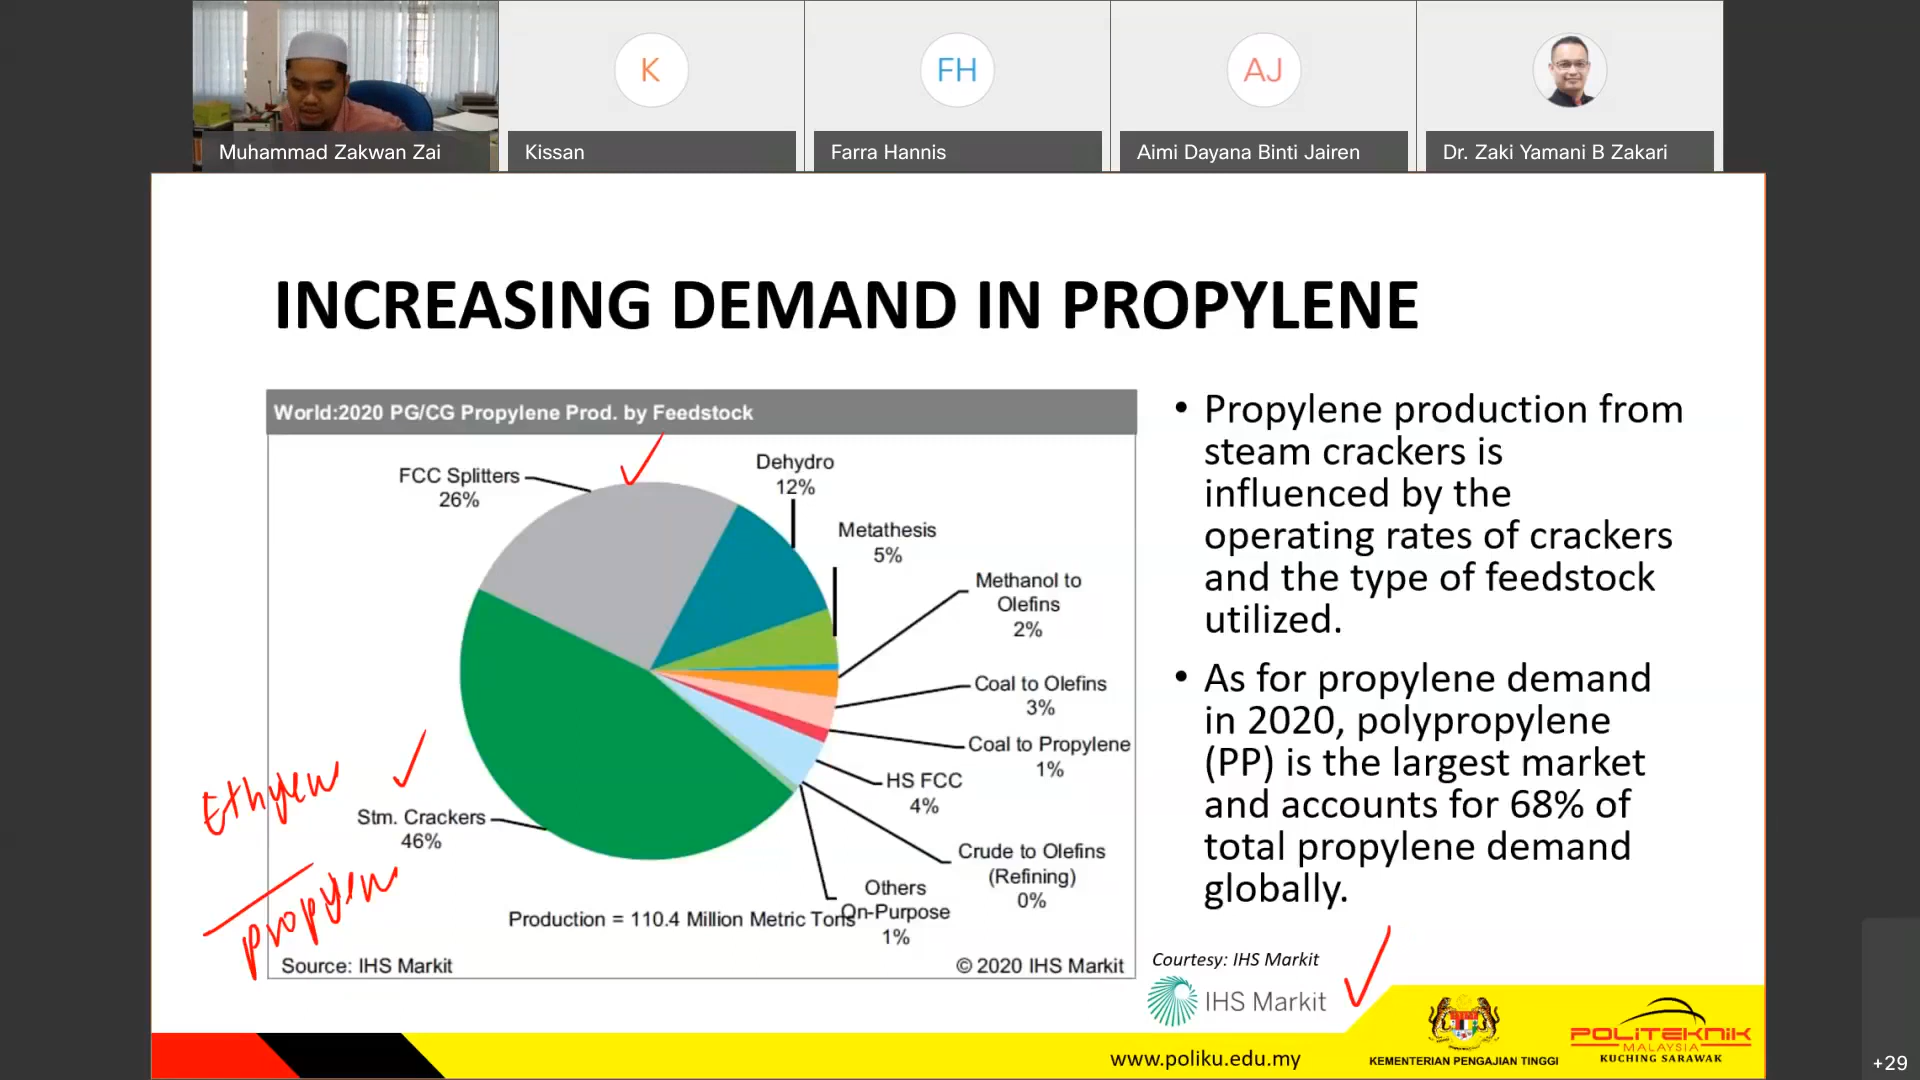 K
FH
AJ
Muhammad Zakwan Zai
Kissan
Farra Hannis
Aimi Dayana Binti Jairen
Dr. Zaki Yamani B Zakari
INCREASING DEMAND IN PROPYLENE
World:2020 PG/CG Propylene Prod. by Feedstock
FCC Splitters
26%
Dehydro
12%
Metathesis
5%
Methanol to
Olefins
2%
Coal to Olefins
3%
Coal to Propylene
1%
HS FCC
4%
Crude to Olefins
(Refining)
0%
Others
On-Purpose
1%
Stm. Crackers
46%
Production = 110.4 Million Metric Tons
Source: IHS Markit
© 2020 IHS Markit
Ethylen
propylen
• Propylene production from
steam crackers is
influenced by the
operating rates of crackers
and the type of feedstock
utilized.
• As for propylene demand
in 2020, polypropylene
(PP) is the largest market
and accounts for 68% of
total propylene demand
globally.
Courtesy: IHS Markit
IHS Markit
www.poliku.edu.my
KEMENTERIAN PENGAJIAN TINGGI
POLITEKNIK
MALAYSIA
KUCHING SARAWAK
+29